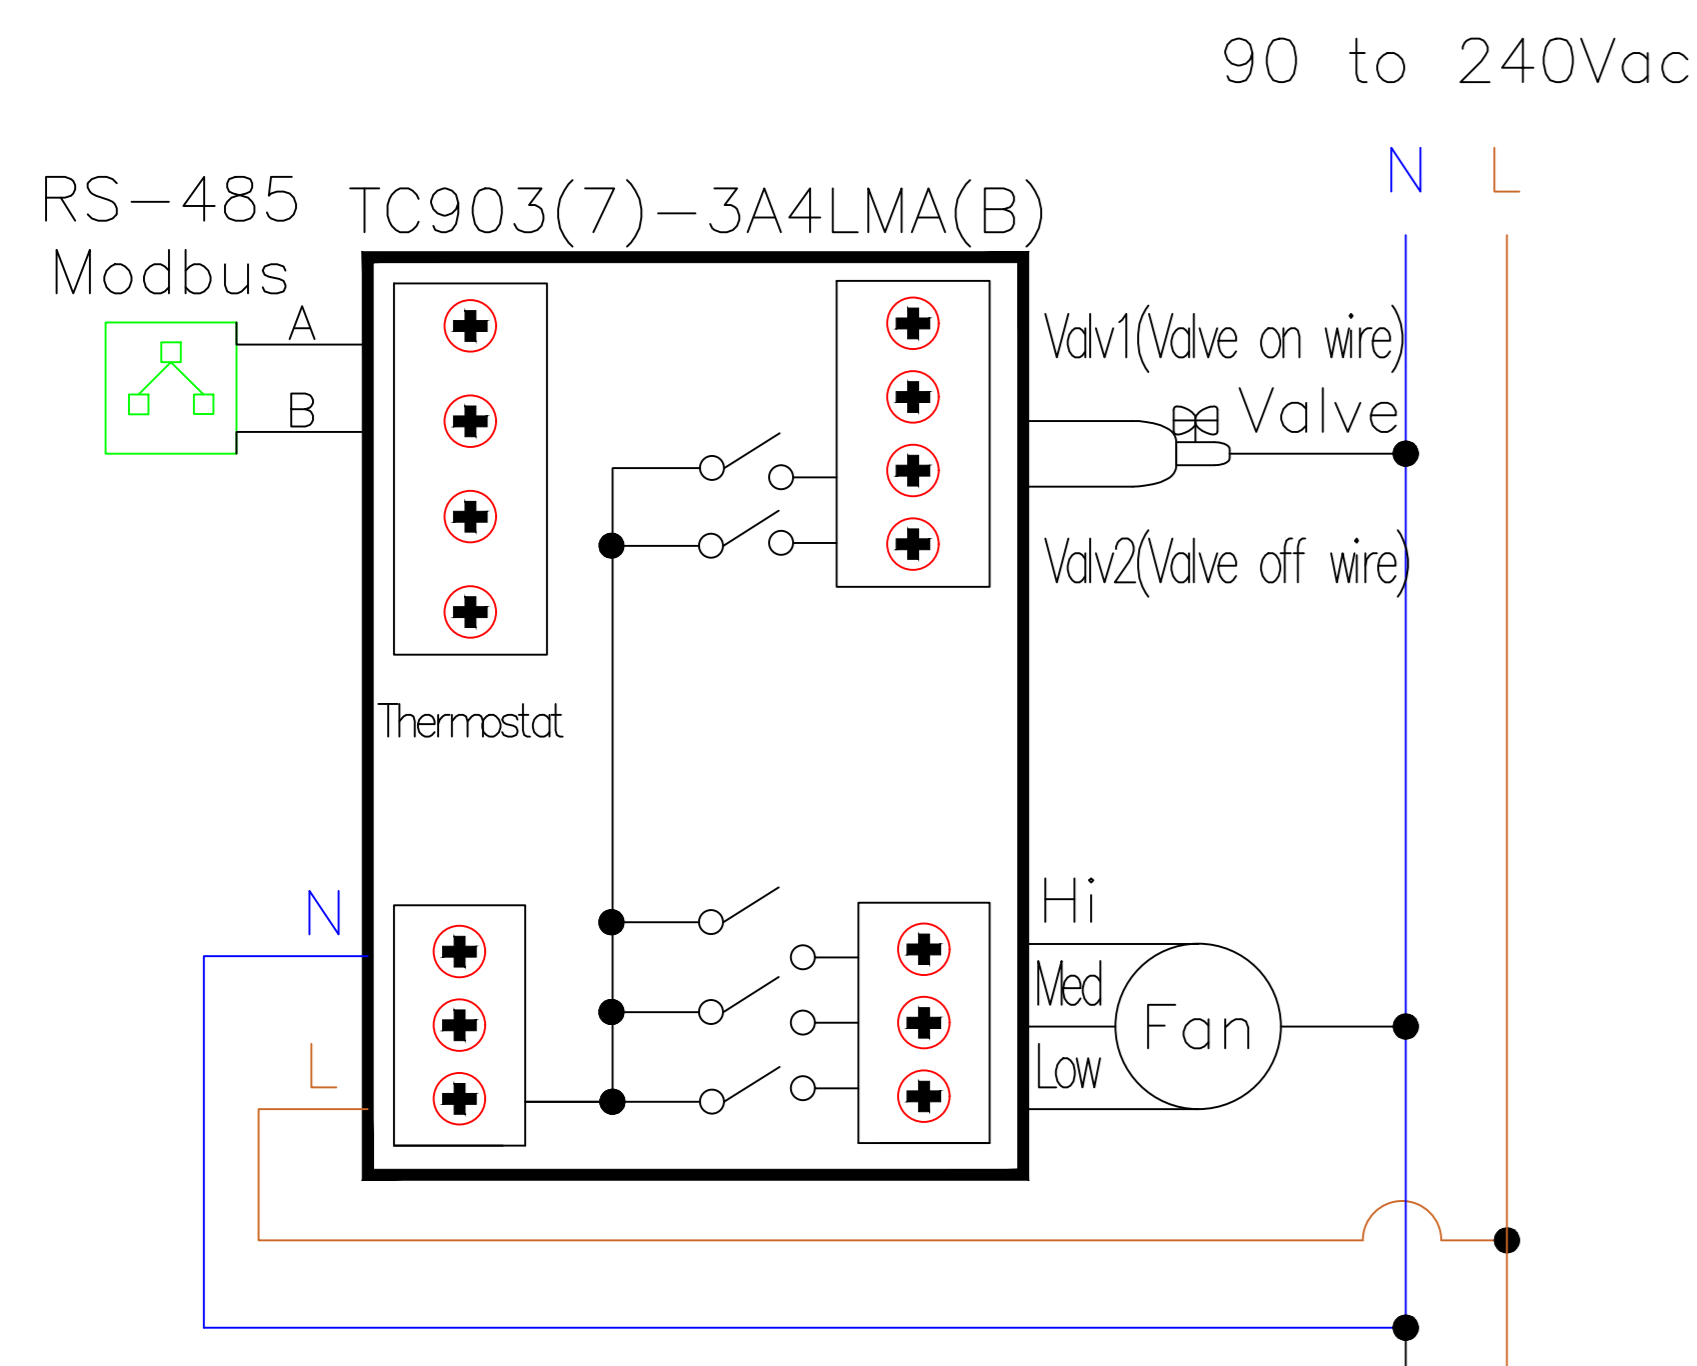 90 to 240Vac
N L
RS-485
Modbus
TC903(7)-3A4LMA(B)
A
B
Valv1(Valve on wire)
Valve
Valv2(Valve off wire)
Thermostat
N
L
Hi
Med
Low
Fan